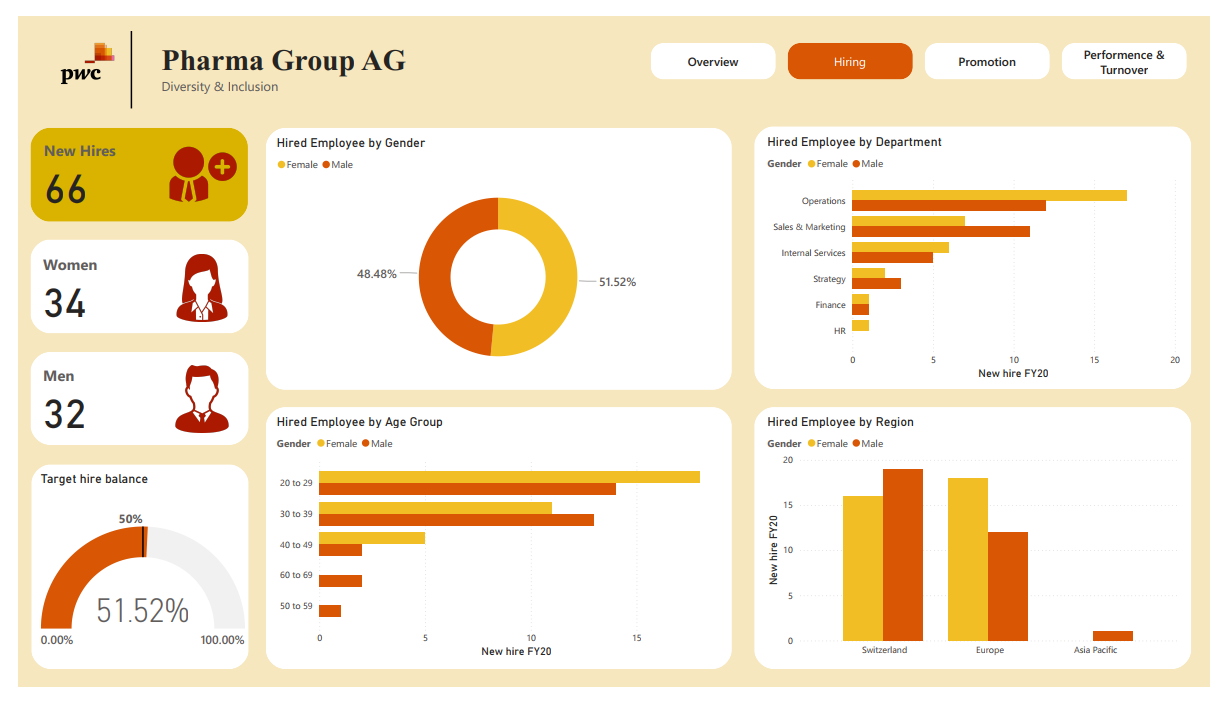 pwc
Pharma Group AG
Diversity & Inclusion
Overview
Hiring
Promotion
Performence &
Turnover
New Hires
66
Women
34
Men
32
Target hire balance
50%
51.52%
0.00%
100.00%
Hired Employee by Gender
Female Male
48.48%
51.52%
Hired Employee by Department
Gender Female Male
Operations
Sales & Marketing
Internal Services
Strategy
Finance
HR
0 5 10 15 20
New hire FY20
Hired Employee by Age Group
Gender Female Male
20 to 29
30 to 39
40 to 49
60 to 69
50 to 59
0 5 10 15
New hire FY20
Hired Employee by Region
Gender Female Male
New hire FY20
20
15
10
5
0
Switzerland Europe Asia Pacific